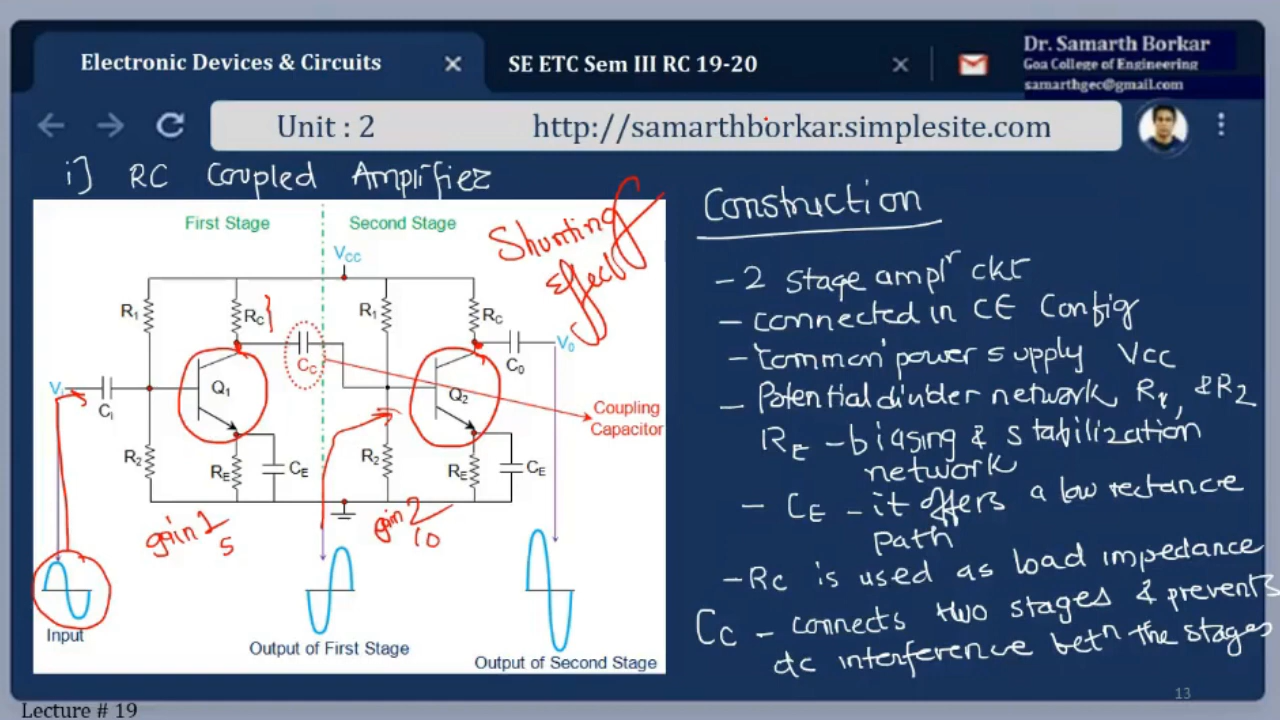 Electronic Devices & Circuits
SE ETC Sem III RC 19-20
Dr. Samarth Borkar
Goa College of Engineering
samarthgec@gmail.com
Unit : 2
http://samarthborkar.simplesite.com
i] RC Coupled Amplifier
First Stage
Second Stage
Shunting
Effect
VCC
R1
RC
R1
RC
CC
Vi
Ci
Q1
Q2
Co
Vo
Coupling
Capacitor
R2
RE
CE
R2
RE
CE
gain 1
5
gain 2
10
Input
Output of First Stage
Output of Second Stage
Construction
- 2 stage amplr ckt
- connected in CE Config
- 'common' power supply VCC
- Potential divider network R1, & R2
RE - biasing & stabilization
network
- CE - it offers a low rectance
path
- RC is used as load impedance
CC - connects two stages & prevents
dc interference betn the stages
13
Lecture # 19